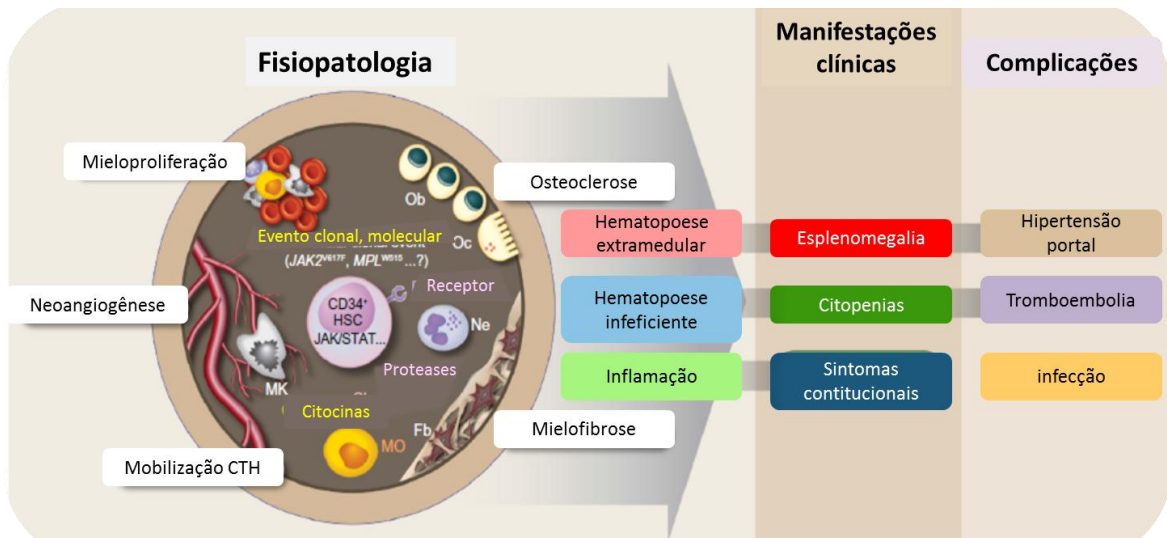 Fisiopatologia
Manifestações
clínicas
Complicações
Mieloproliferação
Osteoclerose
Ob
Oc
Evento clonal, molecular
(JAK2V617F, MPLW515 ...?)
Receptor
CD34+
HSC
JAK/STAT...
Ne
Neoangiogênese
MK
Proteases
Citocinas
MO
Fb
Mielofibrose
Mobilização CTH
Hematopoese
extramedular
Esplenomegalia
Hipertensão
portal
Hematopoese
infeficiente
Citopenias
Tromboembolia
Inflamação
Sintomas
contitucionais
infecção